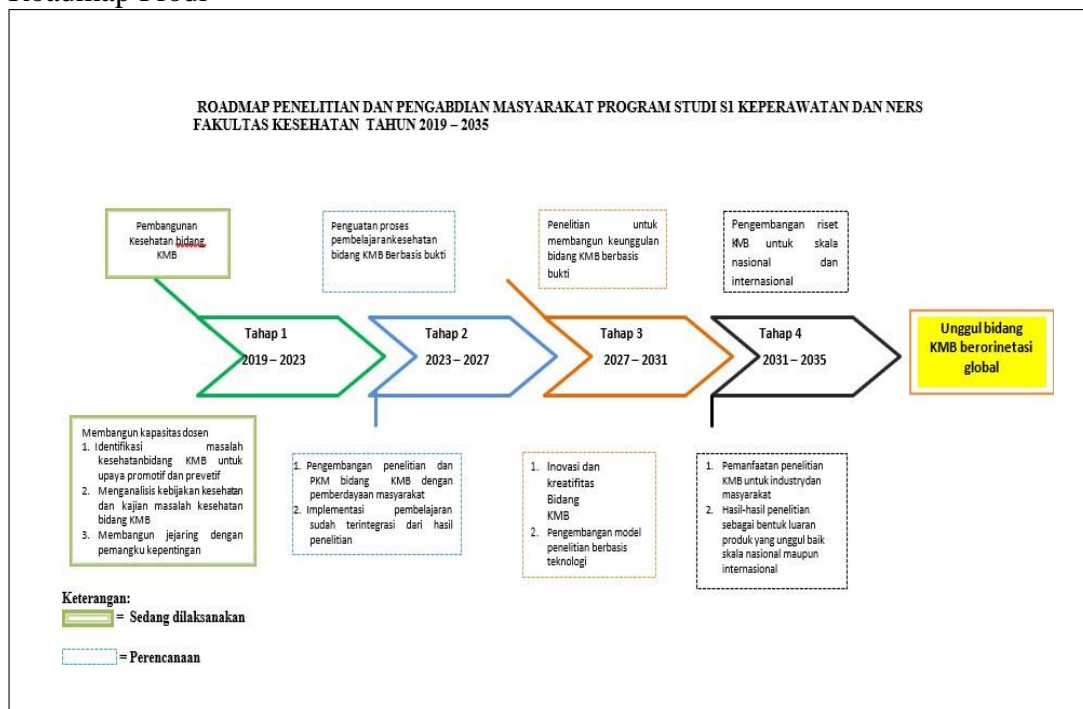 Roadmap Prodi
ROADMAP PENELITIAN DAN PENGABDIAN MASYARAKAT PROGRAM STUDI S1 KEPERAWATAN DAN NERS
FAKULTAS KESEHATAN TAHUN 2019 – 2035
Pembangunan
Kesehatan bidang
KMB
Penguatan proses
pembelajarankesehatan
bidang KMB Berbasis bukti
Penelitian untuk
membangun keunggulan
bidang KMB berbasis
bukti
Pengembangan riset
KMB untuk skala
nasional dan
internasional
Tahap 1
2019 – 2023
Tahap 2
2023 – 2027
Tahap 3
2027 – 2031
Tahap 4
2031 – 2035
Unggul bidang
KMB berorinetasi
global
Membangun kapasitas dosen
1. Identifikasi masalah
kesehatanbidang KMB untuk
upaya promotif dan prevetif
2. Menganalisis kebijakan kesehatan
dan kajian masalah kesehatan
bidang KMB
3. Membangun jejaring dengan
pemangku kepentingan
1. Pengembangan penelitian dan
PKM bidang KMB dengan
pemberdayaan masyarakat
2. Implementasi pembelajaran
sudah terintegrasi dari hasil
penelitian
1. Inovasi dan
kreatifitas
Bidang
KMB
2. Pengembangan model
penelitian berbasis
teknologi
1. Pemanfaatan penelitian
KMB untuk industrydan
masyarakat
2. Hasil-hasil penelitian
sebagai bentuk luaran
produk yang unggul baik
skala nasional maupun
internasional
Keterangan:
= Sedang dilaksanakan
= Perencanaan